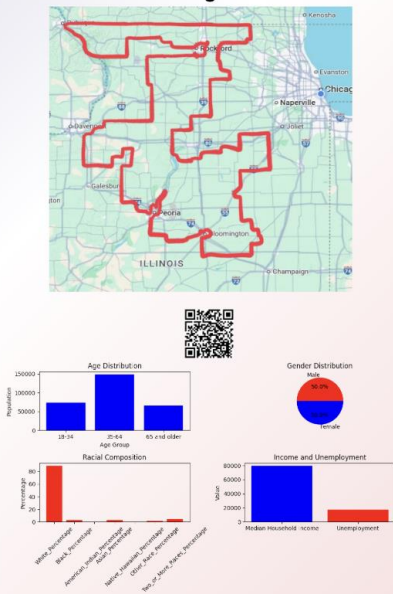 Kenosha
Rockford
Evanston
Chicag
Naperville
Joliet
Daven
Galesburg
ton
Peoria
Bloomington
ILLINOIS
Champaign
Age Distribution
Population
150000
100000
50000
0
18-34
35-64
65 and older
Age Group
Gender Distribution
Male
50.0%
Female
Racial Composition
Percentage
80
60
40
20
0
White_Percentage
Black_Percentage
American_Indian_Percentage
Asian_Percentage
Native_Hawaiian_Percentage
Other_Race_Percentage
Two_or_More_Races_Percentage
Income and Unemployment
Value
80000
60000
40000
20000
0
Median Household Income
Unemployment